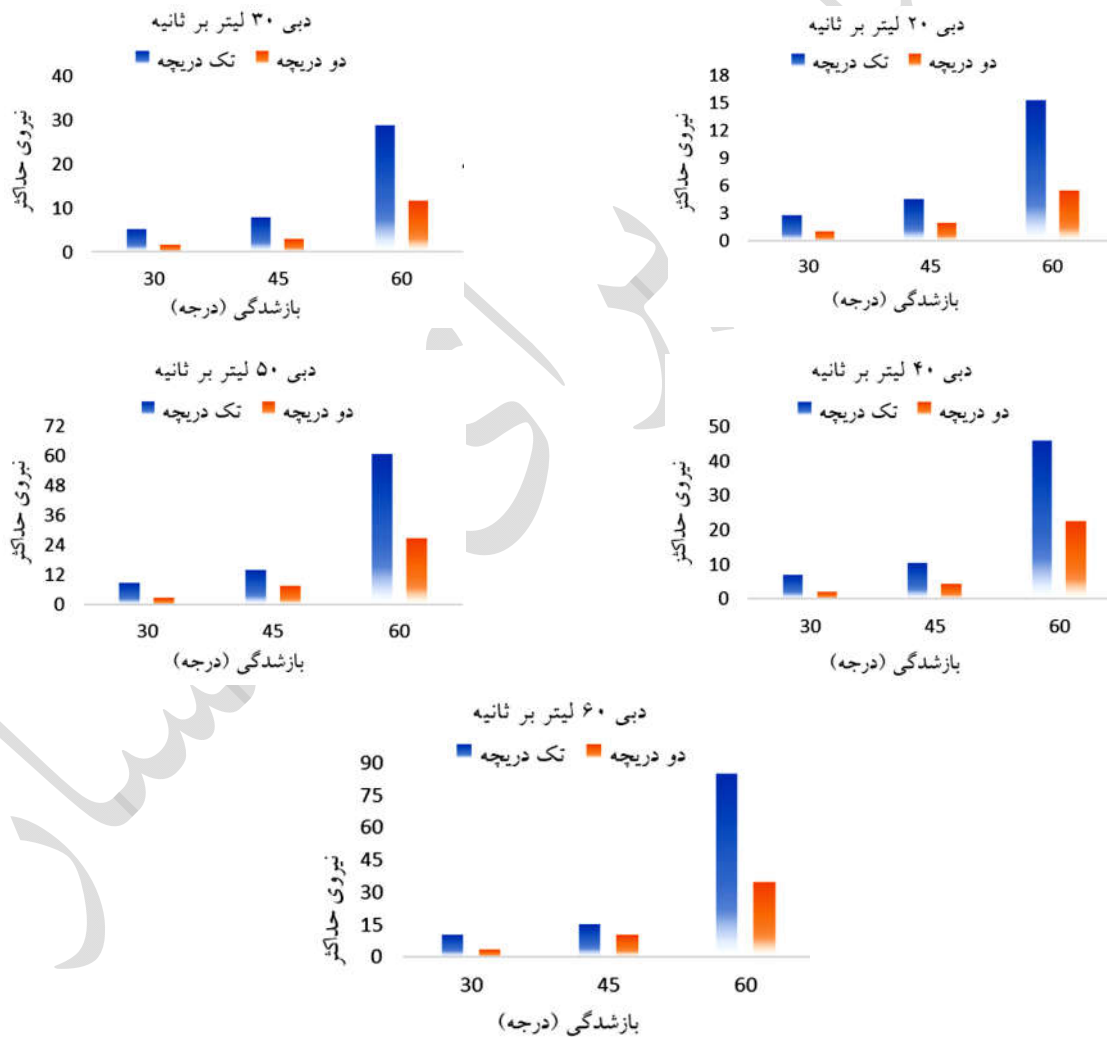 دبی ۲۰ لیتر بر ثانیه
تک دریچه دو دریچه
نیروی حداکثر
18
15
12
9
6
3
0
30 45 60
بازشدگی (درجه)
دبی ۳۰ لیتر بر ثانیه
تک دریچه دو دریچه
نیروی حداکثر
40
30
20
10
0
30 45 60
بازشدگی (درجه)
دبی ۴۰ لیتر بر ثانیه
تک دریچه دو دریچه
نیروی حداکثر
50
40
30
20
10
0
30 45 60
بازشدگی (درجه)
دبی ۵۰ لیتر بر ثانیه
تک دریچه دو دریچه
نیروی حداکثر
72
60
48
36
24
12
0
30 45 60
بازشدگی (درجه)
دبی ۶۰ لیتر بر ثانیه
تک دریچه دو دریچه
نیروی حداکثر
90
75
60
45
30
15
0
30 45 60
بازشدگی (درجه)